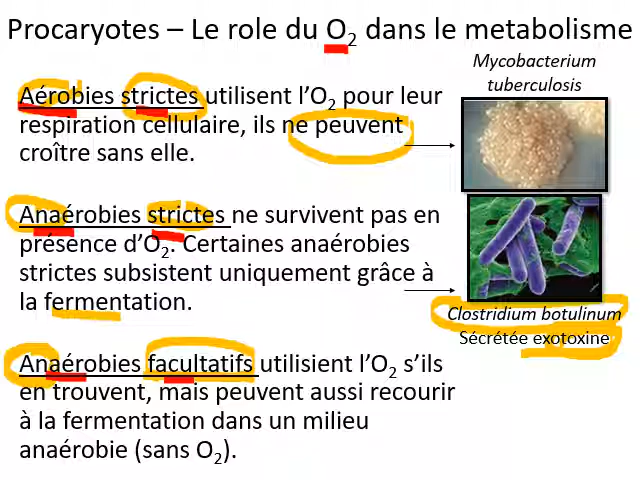 Procaryotes – Le role du O₂ dans le metabolisme
Mycobacterium
tuberculosis
Aérobies strictes utilisent l’O₂ pour leur
respiration cellulaire, ils ne peuvent
croître sans elle.
Anaérobies strictes ne survivent pas en
présence d’O₂. Certaines anaérobies
strictes subsistent uniquement grâce à
la fermentation.
Clostridium botulinum
Sécrétée exotoxine
Anaérobies facultatifs utilisient l’O₂ s’ils
en trouvent, mais peuvent aussi recourir
à la fermentation dans un milieu
anaérobie (sans O₂).